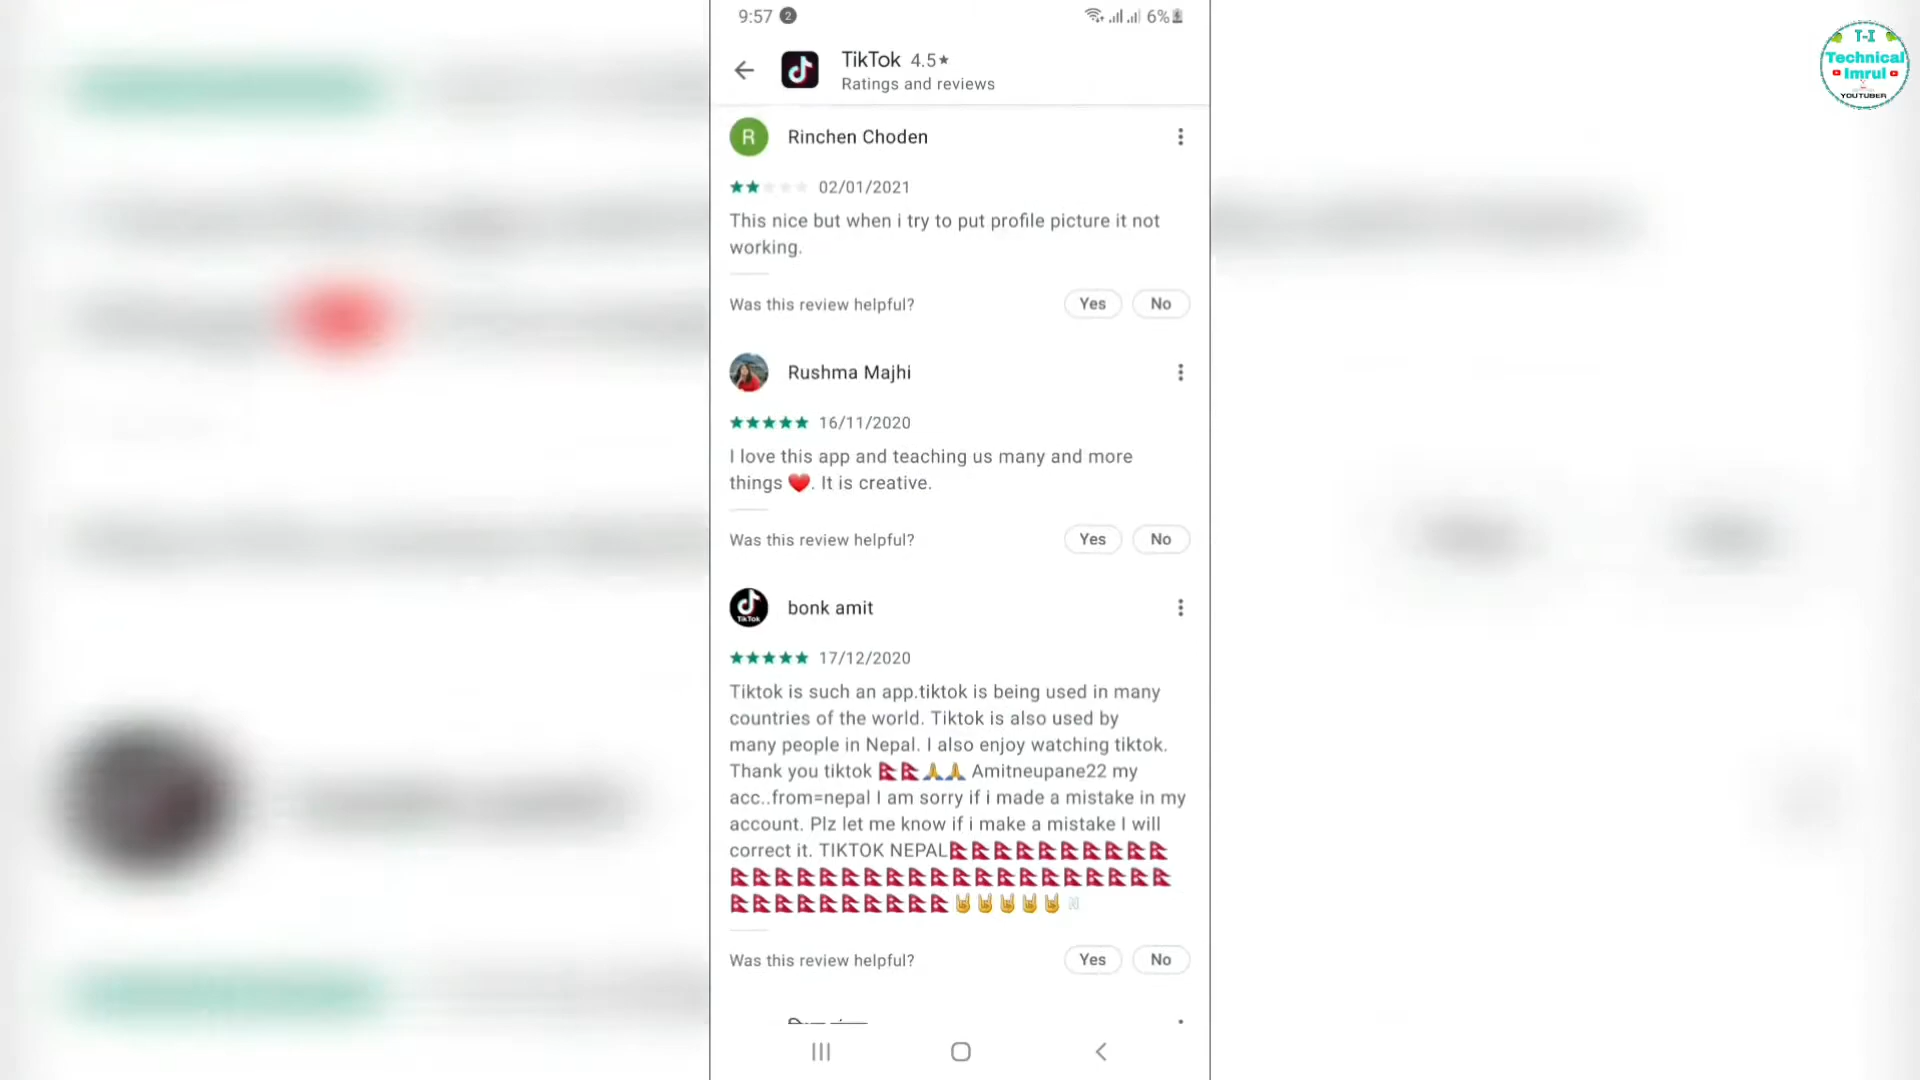 9:57 2 6%
T-I
Technical
Imrul
YOUTUBER
TikTok 4.5★
Ratings and reviews
R Rinchen Choden
02/01/2021
This nice but when i try to put profile picture it not
working.
Was this review helpful? Yes No
Rushma Majhi
16/11/2020
I love this app and teaching us many and more
things ❤️. It is creative.
Was this review helpful? Yes No
TikTok
bonk amit
17/12/2020
Tiktok is such an app.tiktok is being used in many
countries of the world. Tiktok is also used by
many people in Nepal. I also enjoy watching tiktok.
Thank you tiktok 🇳🇵🇳🇵🙏🙏 Amitneupane22 my
acc..from=nepal I am sorry if i made a mistake in my
account. Plz let me know if i make a mistake I will
correct it. TIKTOK NEPAL🇳🇵🇳🇵🇳🇵🇳🇵🇳🇵🇳🇵🇳🇵🇳🇵🇳🇵🇳🇵
🇳🇵🇳🇵🇳🇵🇳🇵🇳🇵🇳🇵🇳🇵🇳🇵🇳🇵🇳🇵🇳🇵🇳🇵🇳🇵🇳🇵🇳🇵🇳🇵🇳🇵🇳🇵🇳🇵🇳🇵
🇳🇵🇳🇵🇳🇵🇳🇵🇳🇵🇳🇵🇳🇵🇳🇵🇳🇵🇳🇵🤘🤘🤘🤘🤘🇳
Was this review helpful? Yes No